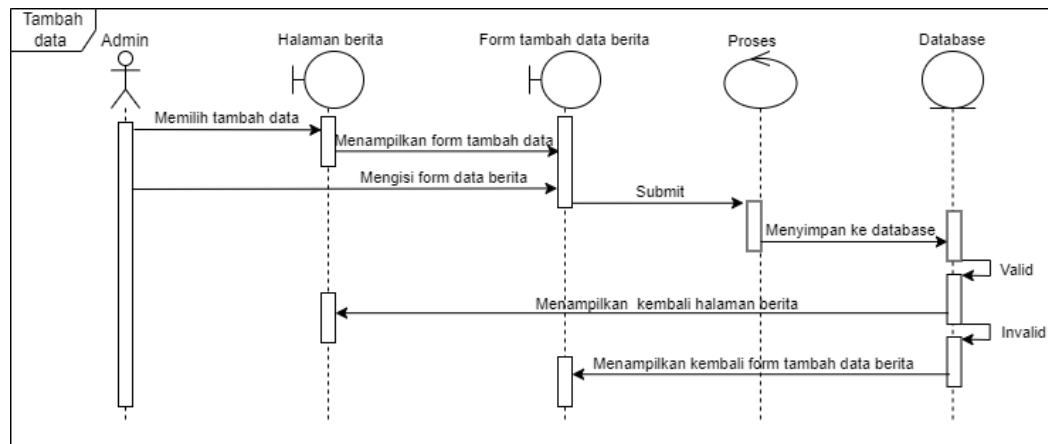 Tambah
data
Admin
Halaman berita
Form tambah data berita
Proses
Database
Memilih tambah data
Menampilkan form tambah data
Mengisi form data berita
Submit
Menyimpan ke database
Valid
Menampilkan kembali halaman berita
Invalid
Menampilkan kembali form tambah data berita